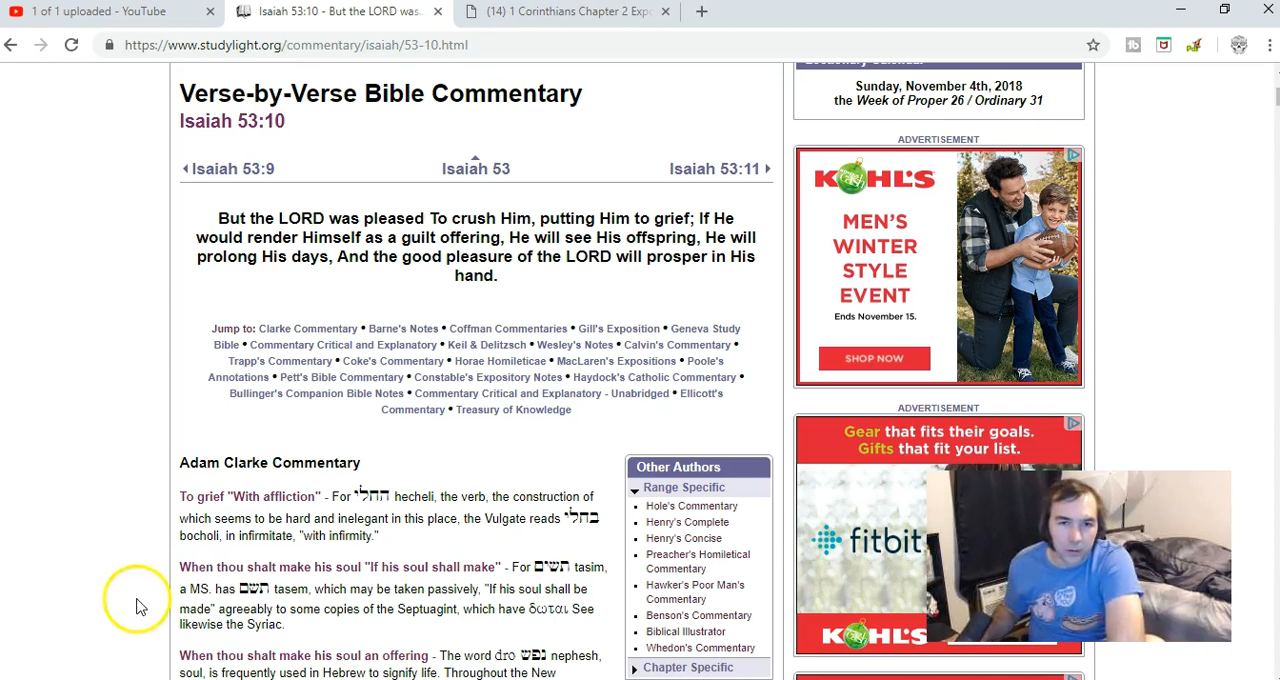 1 of 1 uploaded - YouTube
Isaiah 53:10 - But the LORD was
(14) 1 Corinthians Chapter 2 Exp
https://www.studylight.org/commentary/isaiah/53-10.html
Verse-by-Verse Bible Commentary
Isaiah 53:10
Isaiah 53:9
Isaiah 53
Isaiah 53:11
But the LORD was pleased To crush Him, putting Him to grief; If He
would render Himself as a guilt offering, He will see His offspring, He will
prolong His days, And the good pleasure of the LORD will prosper in His
hand.
Jump to: Clarke Commentary • Barne's Notes • Coffman Commentaries • Gill's Exposition • Geneva Study
Bible • Commentary Critical and Explanatory • Keil & Delitzsch • Wesley's Notes • Calvin's Commentary •
Trapp's Commentary • Coke's Commentary • Horae Homileticae • MacLaren's Expositions • Poole's
Annotations • Pett's Bible Commentary • Constable's Expository Notes • Haydock's Catholic Commentary •
Bullinger's Companion Bible Notes • Commentary Critical and Explanatory - Unabridged • Ellicott's
Commentary • Treasury of Knowledge
Adam Clarke Commentary
To grief "With affliction" - For החלי hecheli, the verb, the construction of
which seems to be hard and inelegant in this place, the Vulgate reads בחלי
bocholi, in infirmitate, "with infirmity."
When thou shalt make his soul "If his soul shall make" - For תשים tasim,
a MS. has תשם tasem, which may be taken passively, "If his soul shall be
made" agreeably to some copies of the Septuagint, which have δωται See
likewise the Syriac.
When thou shalt make his soul an offering - The word dro נפש nephesh,
soul, is frequently used in Hebrew to signify life. Throughout the New
Other Authors
Range Specific
Hole's Commentary
Henry's Complete
Henry's Concise
Preacher's Homiletical
Commentary
Hawker's Poor Man's
Commentary
Benson's Commentary
Biblical Illustrator
Whedon's Commentary
Chapter Specific
Lectionary Calendar
Sunday, November 4th, 2018
the Week of Proper 26 / Ordinary 31
ADVERTISEMENT
KOHL'S
MEN'S
WINTER
STYLE
EVENT
Ends November 15.
SHOP NOW
ADVERTISEMENT
Gear that fits their goals.
Gifts that fit your list.
fitbit
KOHL'S